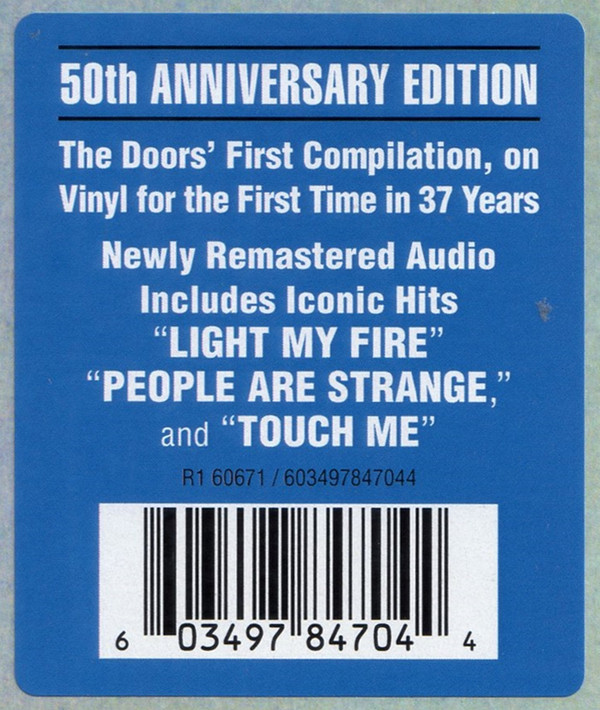 50th ANNIVERSARY EDITION
The Doors’ First Compilation, on
Vinyl for the First Time in 37 Years
Newly Remastered Audio
Includes Iconic Hits
“LIGHT MY FIRE”
“PEOPLE ARE STRANGE,”
and “TOUCH ME”
R1 60671 / 603497847044
6 03497 84704 4